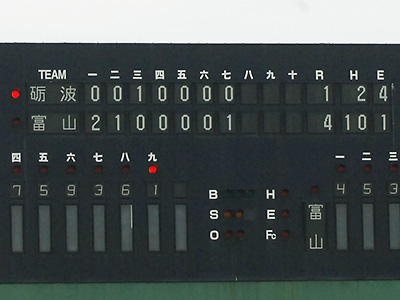 TEAM 一 二 三 四 五 六 七 八 九 十 R H E
砺波 0 0 1 0 0 0 0 1 2 4
富山 2 1 0 0 0 0 1 4 10 1
四 五 六 七 八 九 一 二 三
7 5 9 3 6 1 4 5 3
B H
S E 富
O Fc 山